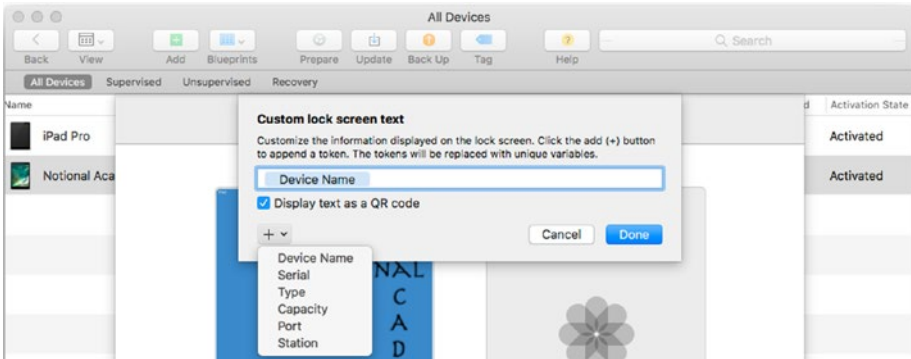 All Devices
Back View Add Blueprints Prepare Update Back Up Tag Help Search
All Devices Supervised Unsupervised Recovery
Name d Activation State
iPad Pro Activated
Notional Aca Activated
Custom lock screen text
Customize the information displayed on the lock screen. Click the add (+) button
to append a token. The tokens will be replaced with unique variables.
Device Name
Display text as a QR code
Cancel Done
Device Name
Serial
Type
Capacity
Port
Station
NAL
C
A
D